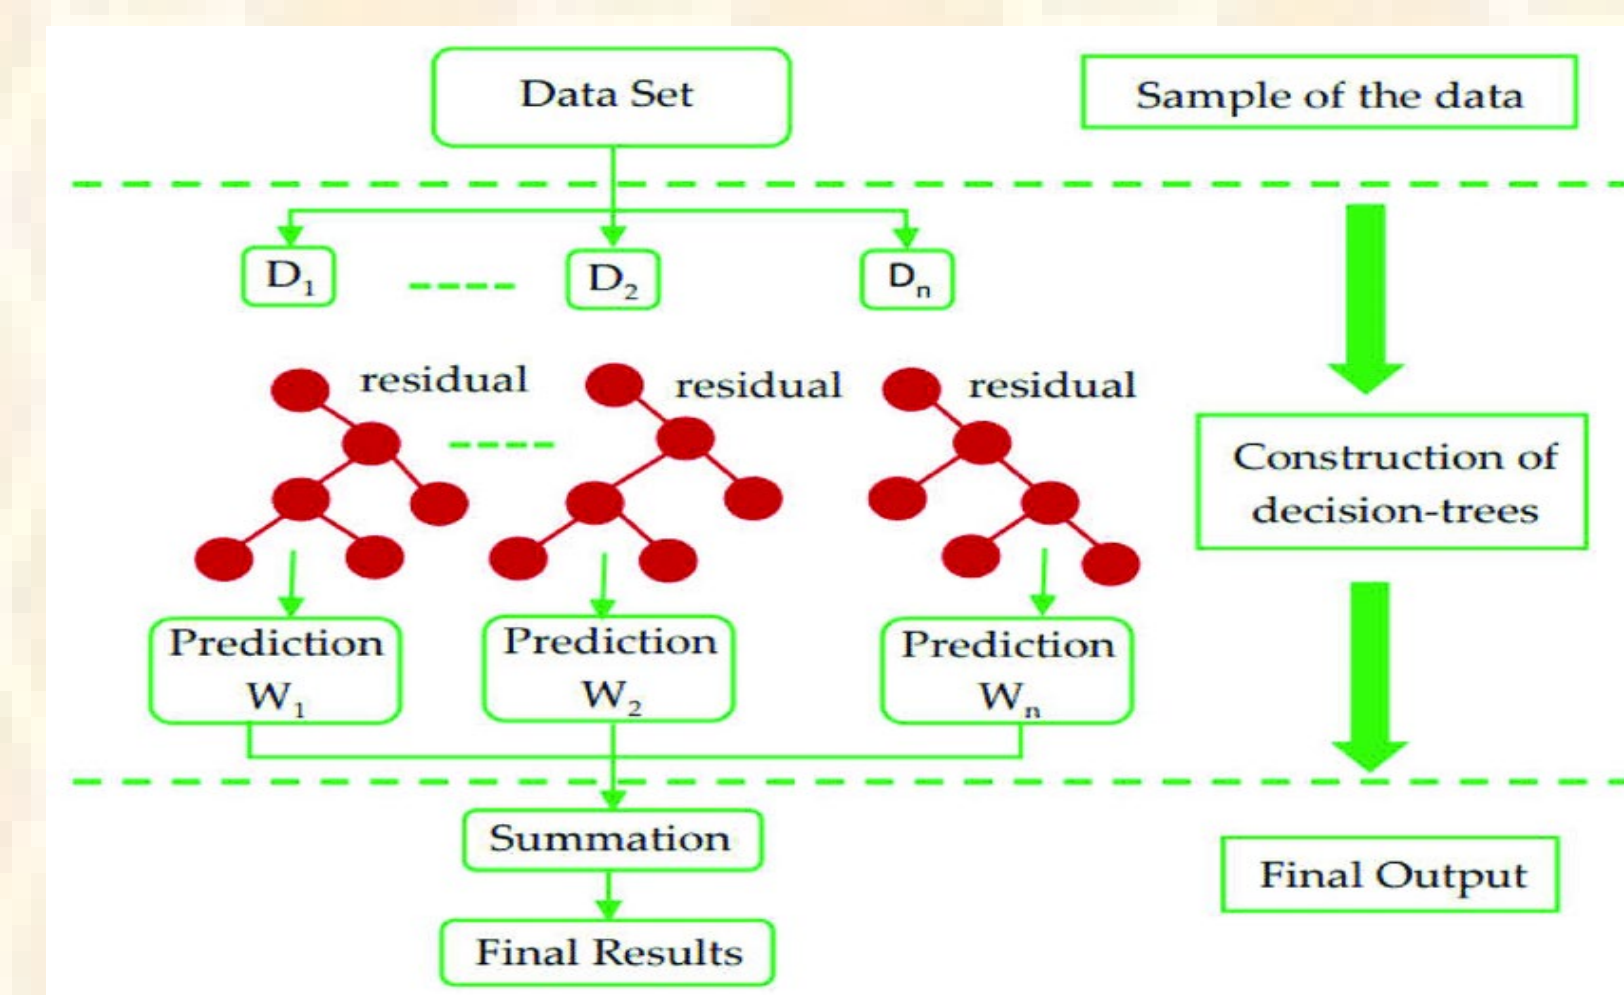 Data Set
Sample of the data
D₁
D₂
Dₙ
residual
residual
residual
Construction of
decision-trees
Prediction
W₁
Prediction
W₂
Prediction
Wₙ
Summation
Final Output
Final Results